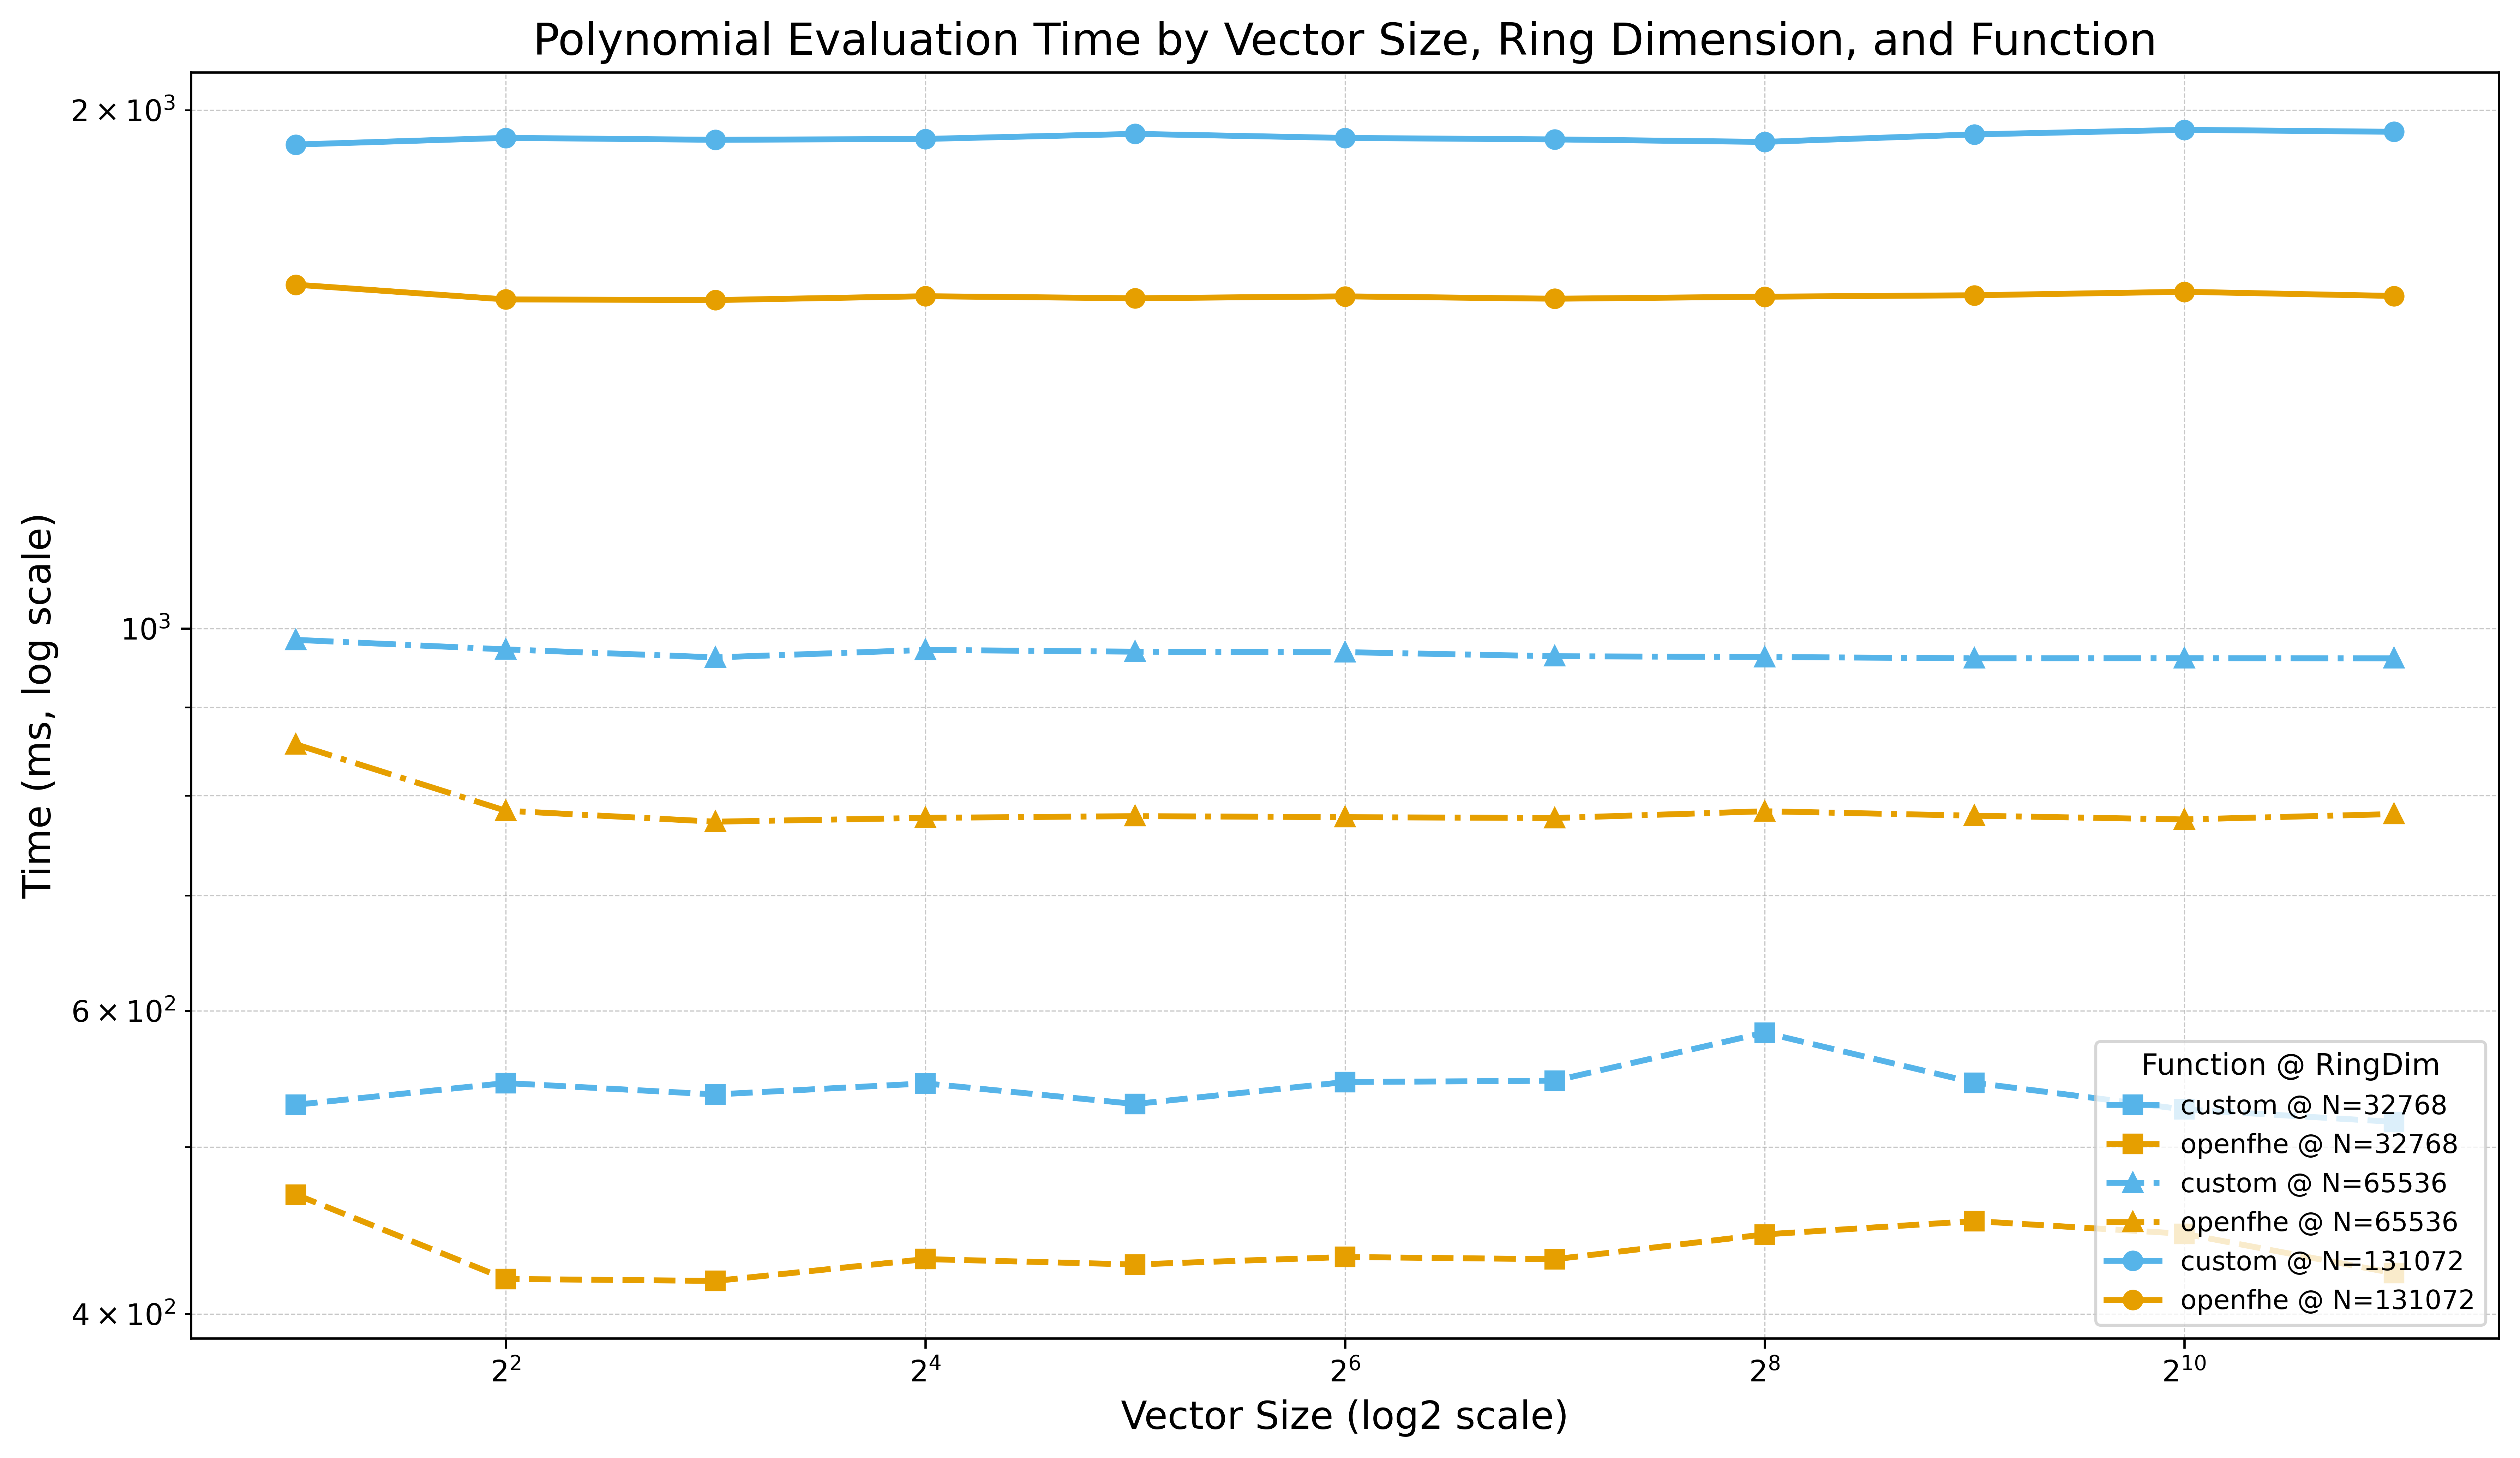 Polynomial Evaluation Time by Vector Size, Ring Dimension, and Function
Time (ms, log scale)
2 × 10³
10³
6 × 10²
4 × 10²
Function @ RingDim
custom @ N=32768
openfhe @ N=32768
custom @ N=65536
openfhe @ N=65536
custom @ N=131072
openfhe @ N=131072
2² 2⁴ 2⁶ 2⁸ 2¹⁰
Vector Size (log2 scale)